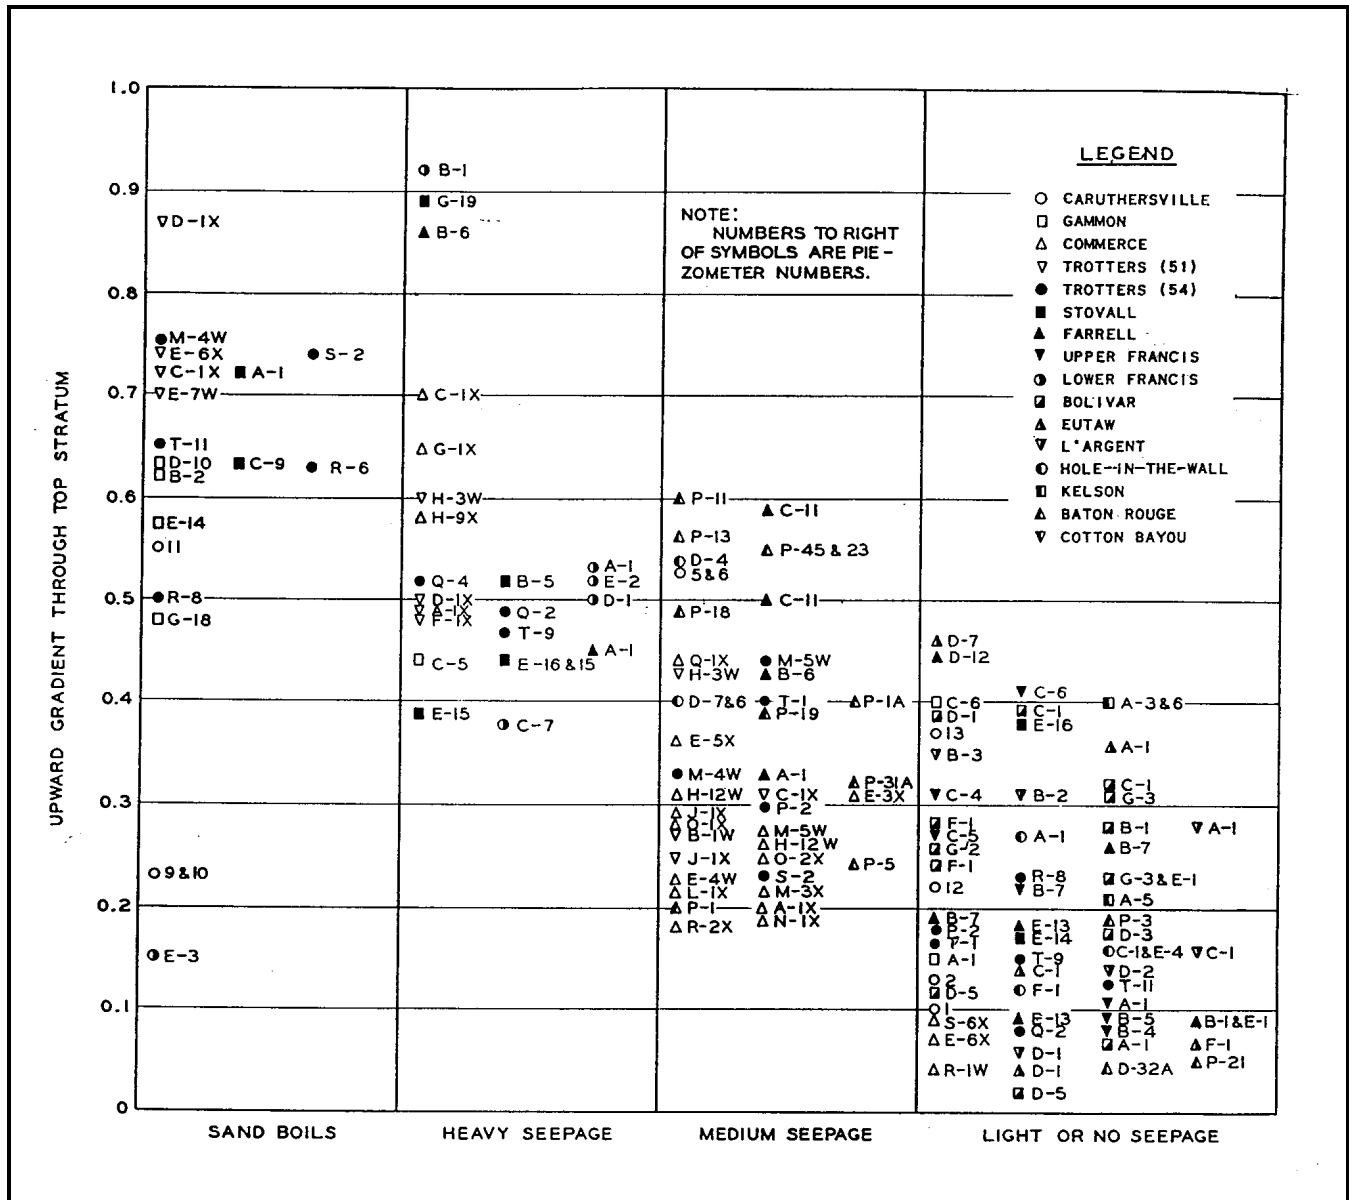 UPWARD GRADIENT THROUGH TOP STRATUM
1.0
0.9
0.8
0.7
0.6
0.5
0.4
0.3
0.2
0.1
0
D-1X
M-4W
S-2
E-6X
C-1X A-1
E-7W
T-11
D-10 C-9 R-6
B-2
E-14
11
R-8
G-18
9&10
E-3
SAND BOILS
B-1
G-19
B-6
C-1X
G-1X
H-3W
H-9X
A-1
Q-4 B-5 E-2
D-1X D-1
A-1X Q-2
F-1X
T-9
A-1
C-5 E-16&15
E-15
C-7
HEAVY SEEPAGE
NOTE:
NUMBERS TO RIGHT
OF SYMBOLS ARE PIE-
ZOMETER NUMBERS.
P-11
C-11
P-13
P-45 & 23
D-4
5&6
C-11
P-18
Q-1X M-5W
H-3W B-6
D-7&6 T-1 P-1A
P-19
E-5X
M-4W A-1
P-31A
H-12W C-1X E-3X
P-2
J-1X
Q-1X
B-1W M-5W
H-12W
J-1X O-2X
P-5
E-4W S-2
L-1X M-3X
P-1 A-1X
R-2X N-1X
MEDIUM SEEPAGE
LEGEND
CARUTHERSVILLE
GAMMON
COMMERCE
TROTTERS (51)
TROTTERS (54)
STOVALL
FARRELL
UPPER FRANCIS
LOWER FRANCIS
BOLIVAR
EUTAW
L'ARGENT
HOLE-IN-THE-WALL
KELSON
BATON ROUGE
COTTON BAYOU
D-7
D-12
C-6
C-6 A-3&6
D-1 C-1
E-16
13
B-3 A-1
C-1
C-4 B-2 G-3
F-1 B-1 A-1
C-5 A-1
G-2 B-7
F-1
R-8 G-3&E-1
12 B-7
A-5
B-7 E-13 P-3
P-2 E-14 D-3
T-1
A-1 T-9 C-1&E-4 C-1
C-1 D-2
2 T-11
D-5 F-1
A-1
1
S-6X E-13 B-5 B-1&E-1
Q-2 B-4
E-6X A-1 F-1
D-1
R-1W D-1 D-32A P-21
D-5
LIGHT OR NO SEEPAGE